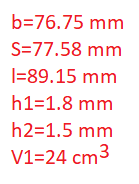 b=76.75 mm
S=77.58 mm
l=89.15 mm
h1=1.8 mm
h2=1.5 mm
V1=24 cm³